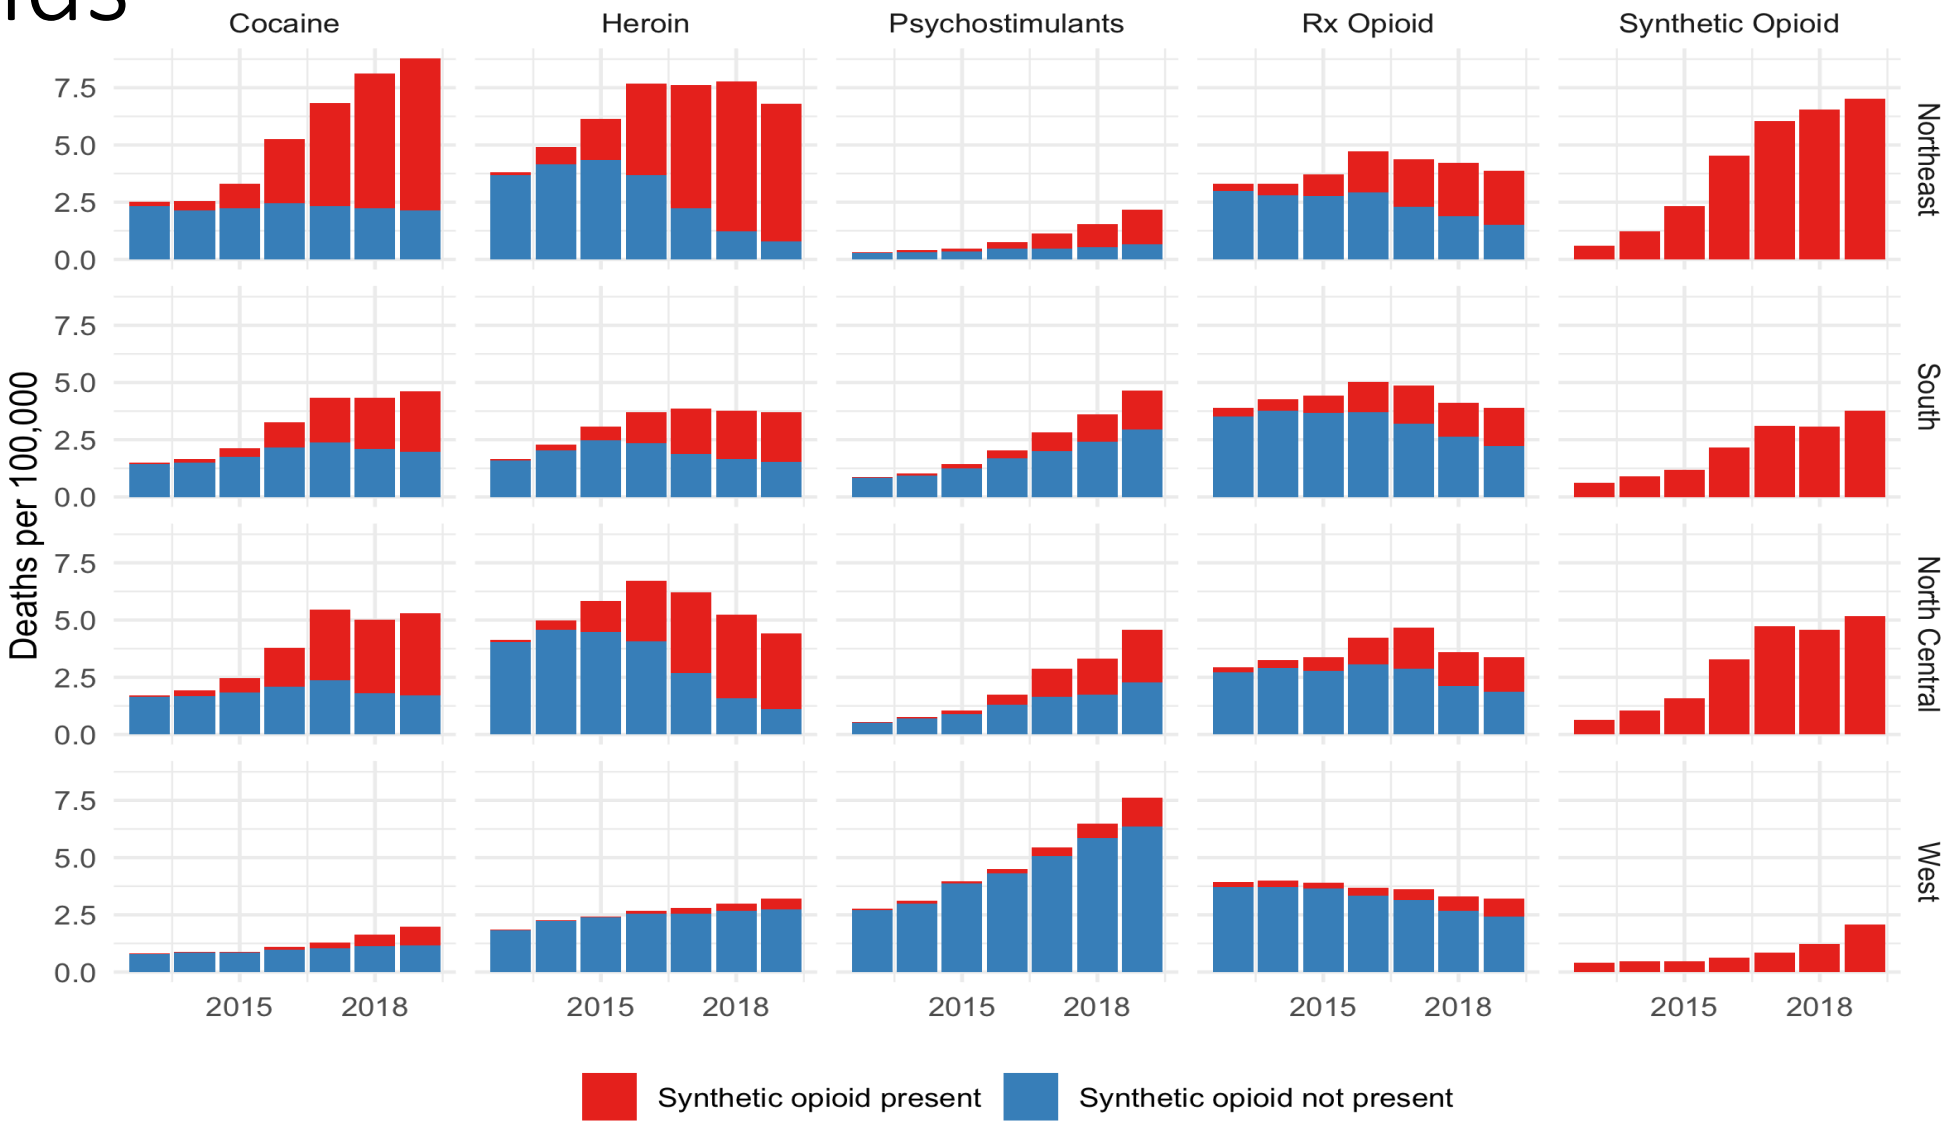 Cocaine Heroin Psychostimulants Rx Opioid Synthetic Opioid
7.5
5.0
2.5
0.0
Northeast
7.5
5.0
2.5
0.0
South
Deaths per 100,000
7.5
5.0
2.5
0.0
North Central
7.5
5.0
2.5
0.0
West
2015 2018 2015 2018 2015 2018 2015 2018 2015 2018
Synthetic opioid present Synthetic opioid not present